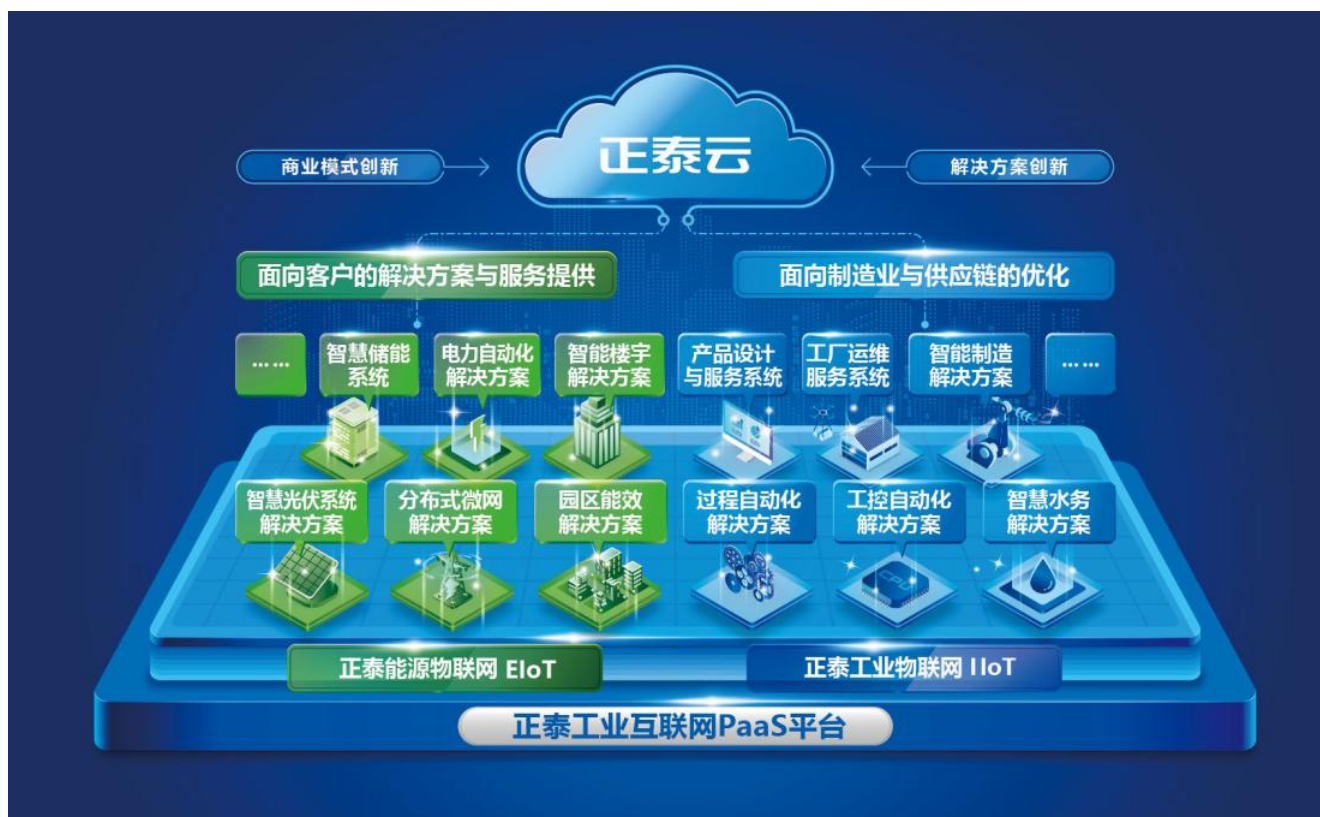 正泰云
商业模式创新
解决方案创新
面向客户的解决方案与服务提供
面向制造业与供应链的优化
……
智慧储能
系统
电力自动化
解决方案
智能楼宇
解决方案
产品设计
与服务系统
工厂运维
服务系统
智能制造
解决方案
……
智慧光伏系统
解决方案
分布式微网
解决方案
园区能效
解决方案
过程自动化
解决方案
工控自动化
解决方案
CPU
智慧水务
解决方案
正泰能源物联网 EIoT
正泰工业物联网 IIoT
正泰工业互联网PaaS平台